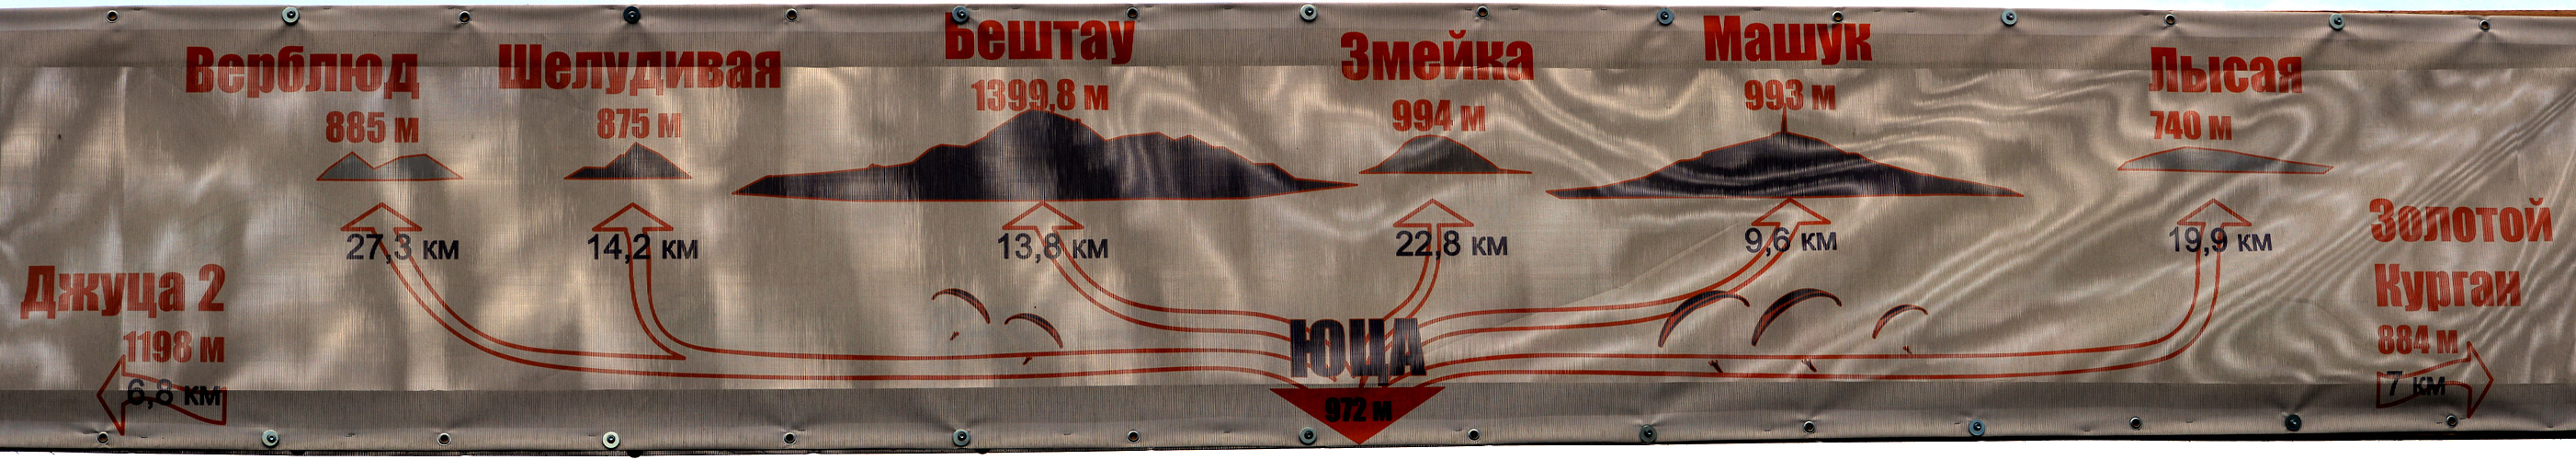 Верблюд
885 м
27,3 км
Шелудивая
875 м
14,2 км
Бештау
1399,8 м
13,8 км
Змейка
994 м
22,8 км
Машук
993 м
9,6 км
Лысая
740 м
19,9 км
Джуца 2
1198 м
6,8 км
Золотой
Курган
884 м
7 км
ЮЦА
972 м